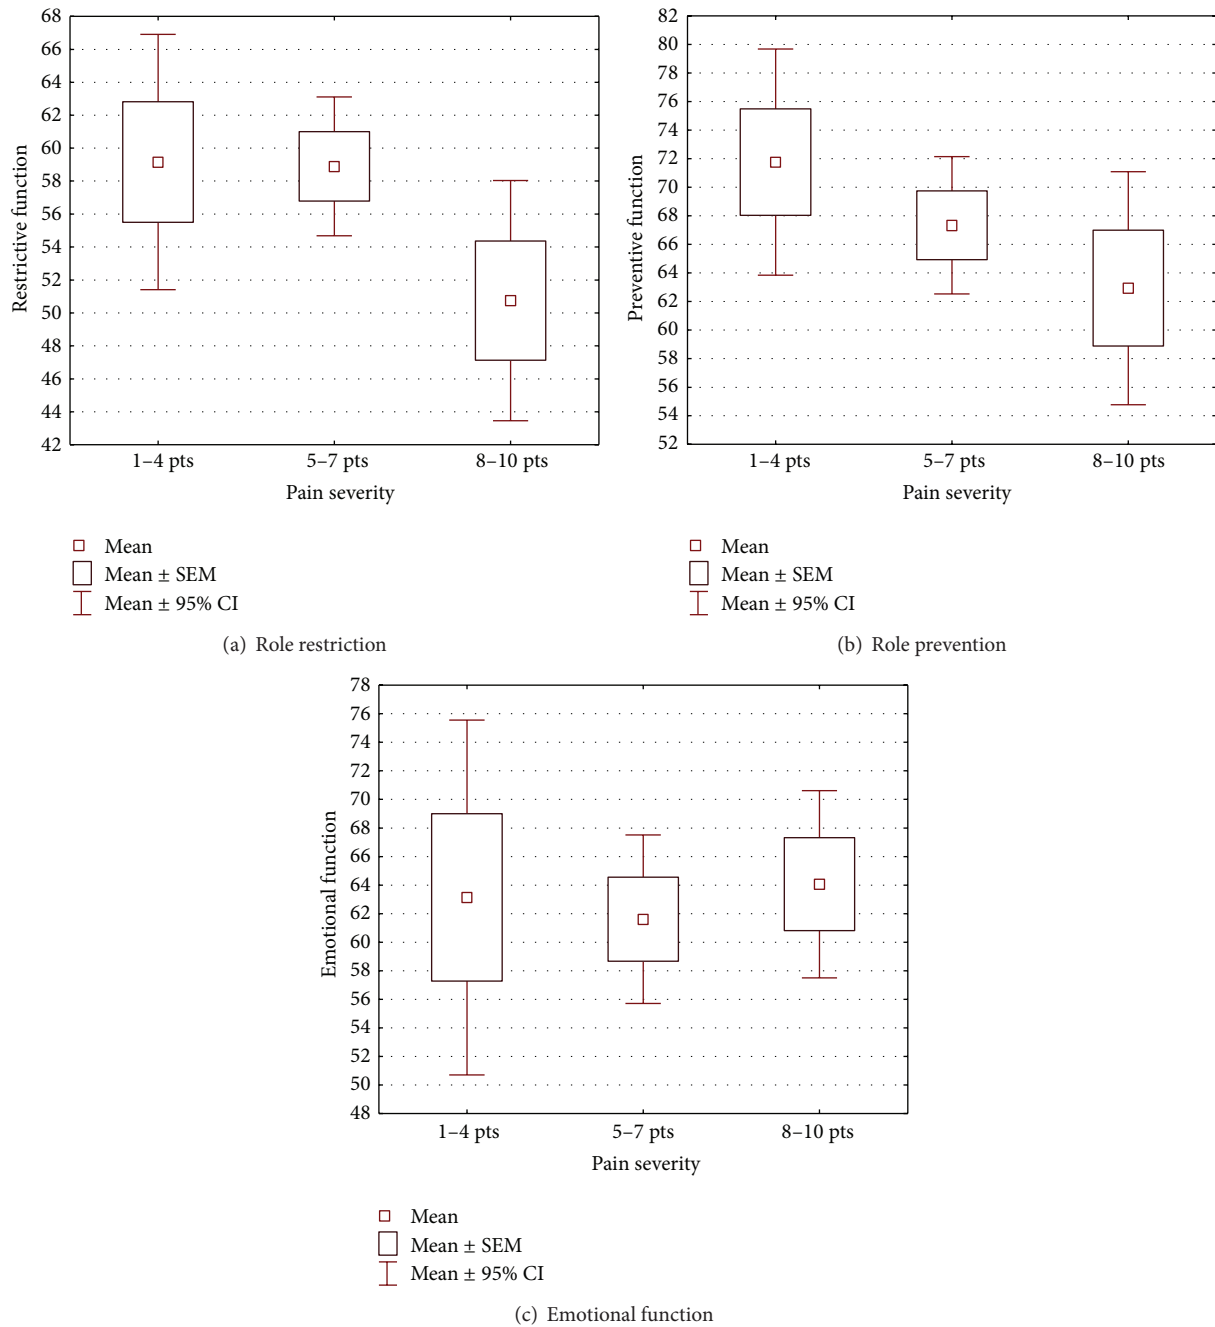 Restrictive function
68
66
64
62
60
58
56
54
52
50
48
46
44
42
1–4 pts 5–7 pts 8–10 pts
Pain severity
Mean
Mean ± SEM
Mean ± 95% CI
(a) Role restriction
Preventive function
82
80
78
76
74
72
70
68
66
64
62
60
58
56
54
52
1–4 pts 5–7 pts 8–10 pts
Pain severity
Mean
Mean ± SEM
Mean ± 95% CI
(b) Role prevention
Emotional function
78
76
74
72
70
68
66
64
62
60
58
56
54
52
50
48
1–4 pts 5–7 pts 8–10 pts
Pain severity
Mean
Mean ± SEM
Mean ± 95% CI
(c) Emotional function